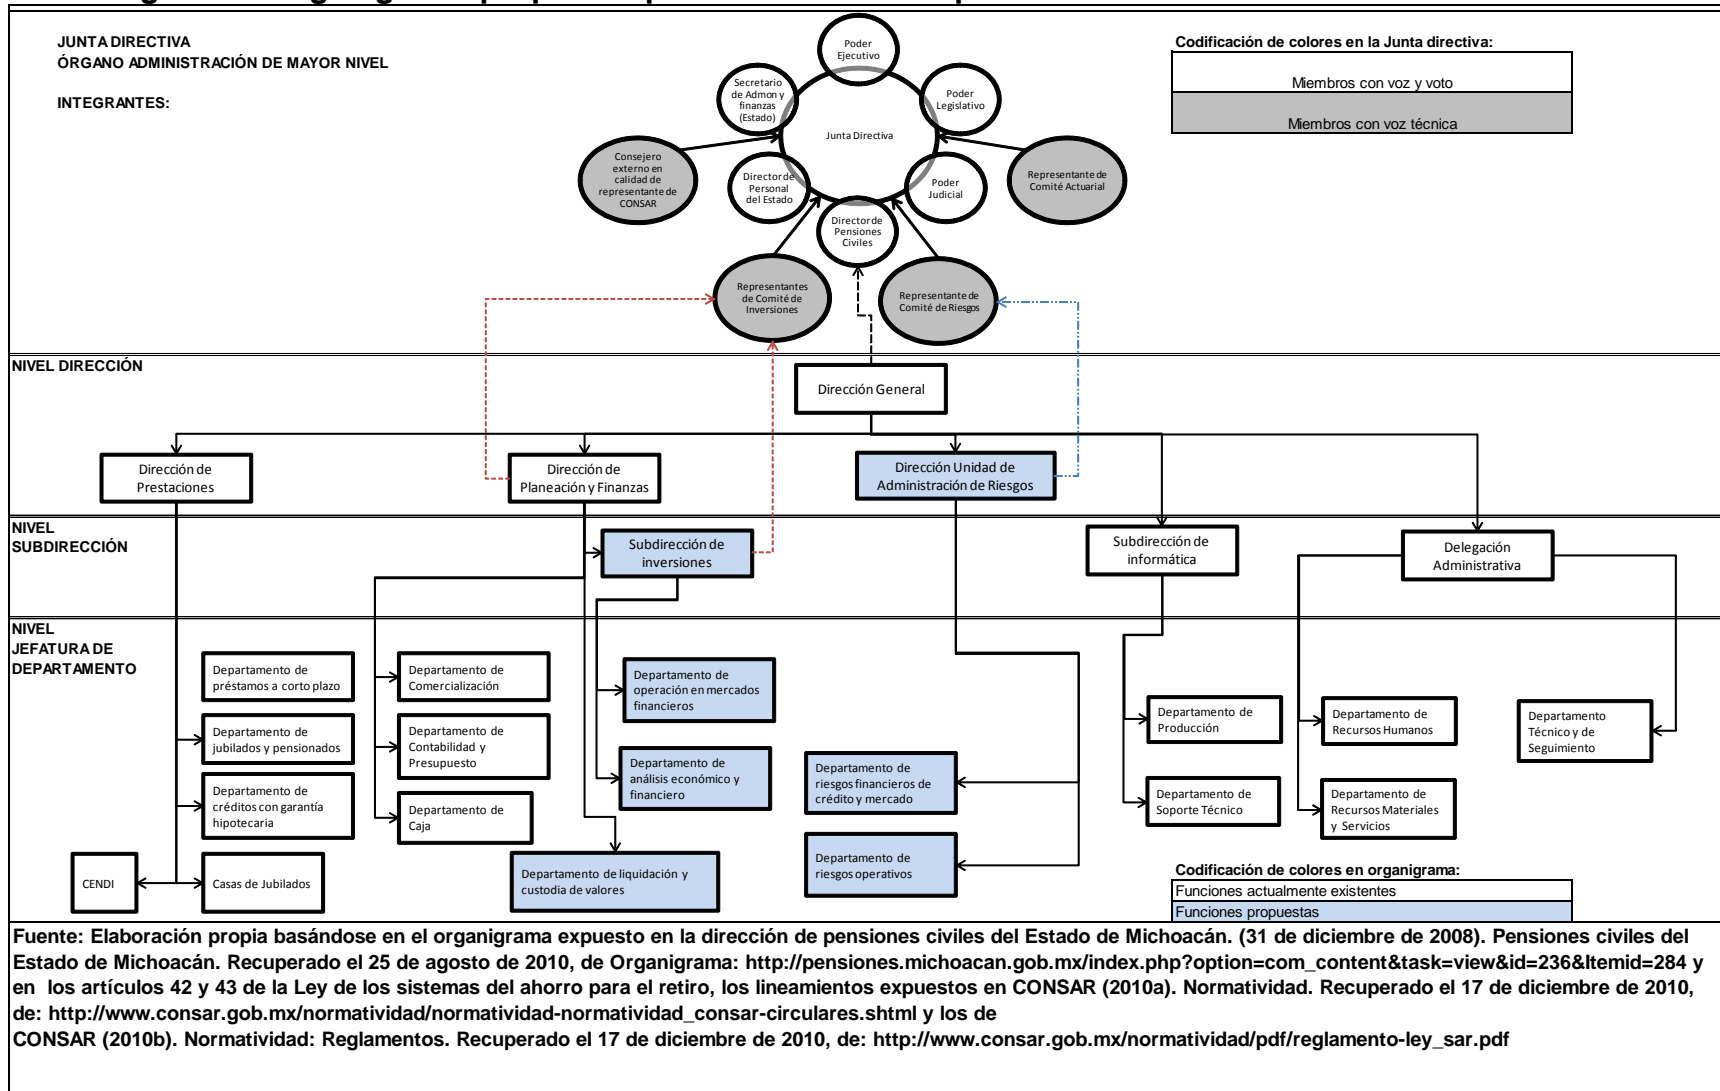 JUNTA DIRECTIVA
ÓRGANO ADMINISTRACIÓN DE MAYOR NIVEL
INTEGRANTES:
Poder
Ejecutivo
Secretario
de Admon y
finanzas
(Estado)
Poder
Legislativo
Junta Directiva
Consejero
externo en
calidad de
representante de
CONSAR
Director de
Personal
del Estado
Poder
Judicial
Representante de
Comité Actuarial
Director de
Pensiones
Civiles
Representantes
de Comité de
Inversiones
Representante de
Comité de Riesgos
Codificación de colores en la Junta directiva:
Miembros con voz y voto
Miembros con voz técnica
NIVEL DIRECCIÓN
Dirección General
Dirección de
Prestaciones
Dirección de
Planeación y Finanzas
Dirección Unidad de
Administración de Riesgos
NIVEL
SUBDIRECCIÓN
Subdirección de
inversiones
Subdirección de
informática
Delegación
Administrativa
NIVEL
JEFATURA DE
DEPARTAMENTO
Departamento de
préstamos a corto plazo
Departamento de
jubilados y pensionados
Departamento de
créditos con garantía
hipotecaria
CENDI
Casas de Jubilados
Departamento de
Comercialización
Departamento de
Contabilidad y
Presupuesto
Departamento de
Caja
Departamento de liquidación y
custodia de valores
Departamento de
operación en mercados
financieros
Departamento de
análisis económico y
financiero
Departamento de
riesgos financieros de
crédito y mercado
Departamento de
riesgos operativos
Departamento de
Producción
Departamento de
Soporte Técnico
Departamento de
Recursos Humanos
Departamento de
Recursos Materiales
y Servicios
Departamento
Técnico y de
Seguimiento
Codificación de colores en organigrama:
Funciones actualmente existentes
Funciones propuestas
Fuente: Elaboración propia basándose en el organigrama expuesto en la dirección de pensiones civiles del Estado de Michoacán. (31 de diciembre de 2008). Pensiones civiles del
Estado de Michoacán. Recuperado el 25 de agosto de 2010, de Organigrama: http://pensiones.michoacan.gob.mx/index.php?option=com_content&task=view&id=236&Itemid=284 y
en los artículos 42 y 43 de la Ley de los sistemas del ahorro para el retiro, los lineamientos expuestos en CONSAR (2010a). Normatividad. Recuperado el 17 de diciembre de 2010,
de: http://www.consar.gob.mx/normatividad/normatividad-normatividad_consar-circulares.shtml y los de
CONSAR (2010b). Normatividad: Reglamentos. Recuperado el 17 de diciembre de 2010, de: http://www.consar.gob.mx/normatividad/pdf/reglamento-ley_sar.pdf